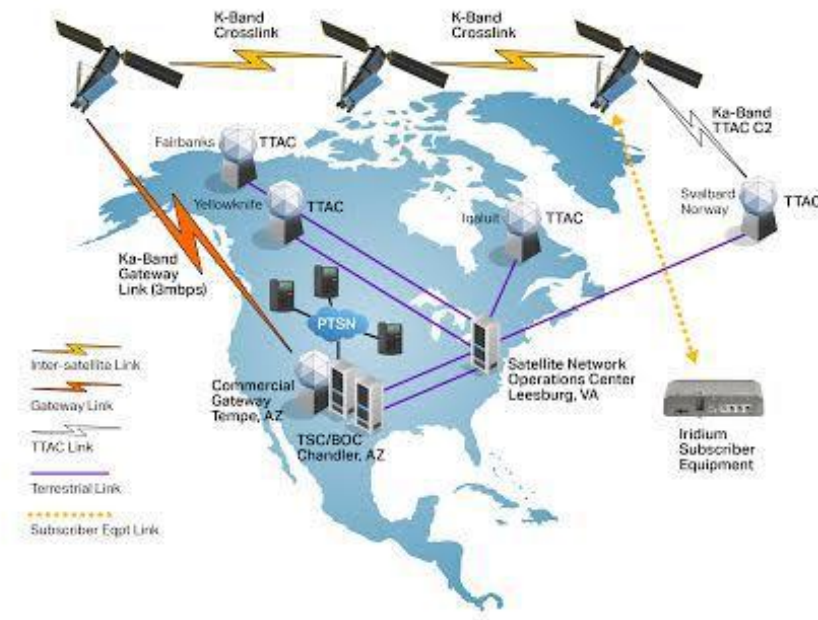 K-Band
Crosslink
K-Band
Crosslink
Ka-Band
TTAC C2
Fairbanks
TTAC
Yellowknife
TTAC
Iqaluit
TTAC
Svalbard
Norway
TTAC
Ka-Band
Gateway
Link (3mbps)
PTSN
Inter-satellite Link
Gateway Link
TTAC Link
Terrestrial Link
Subscriber Eqpt Link
Commercial
Gateway
Tempe, AZ
TSC/BOC
Chandler, AZ
Satellite Network
Operations Center
Leesburg, VA
Iridium
Subscriber
Equipment